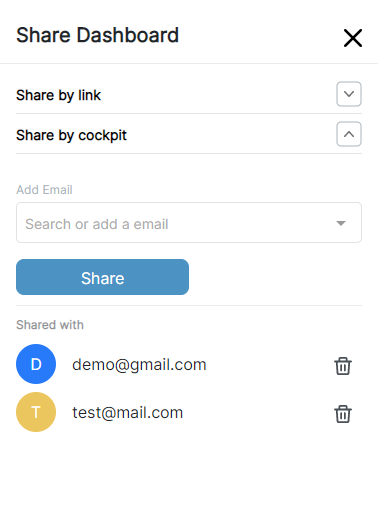 Share Dashboard
Share by link
Share by cockpit
Add Email
Search or add a email
Share
Shared with
D demo@gmail.com
T test@mail.com